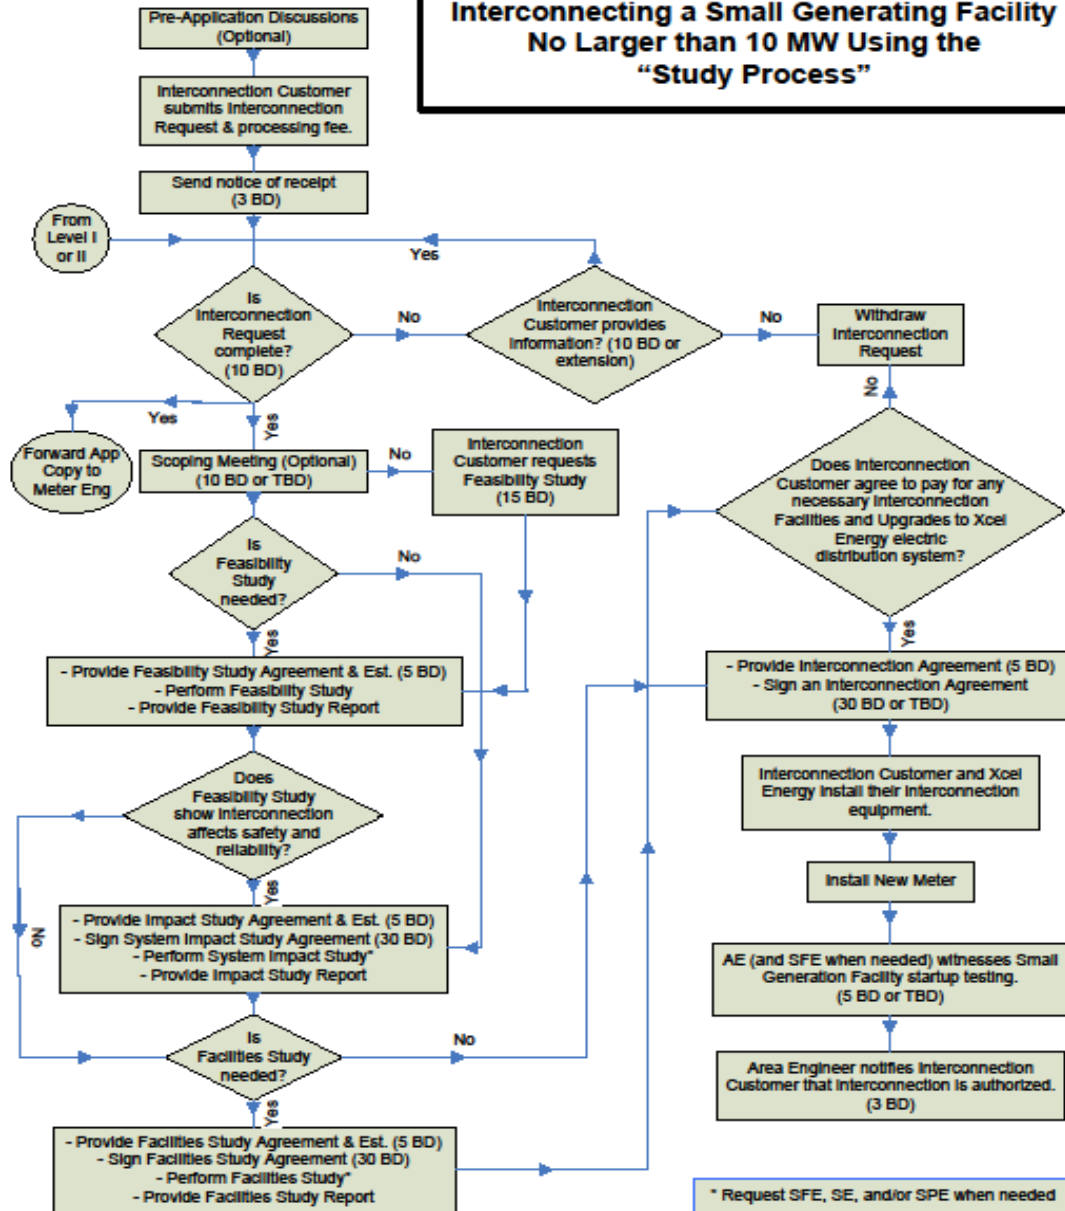 Interconnecting a Small Generating Facility
No Larger than 10 MW Using the
“Study Process”
Pre-Application Discussions
(Optional)
Interconnection Customer
submits Interconnection
Request & processing fee.
Send notice of receipt
(3 BD)
From
Level I
or II
Yes
Is
Interconnection
Request
complete?
(10 BD)
No
Interconnection
Customer provides
information? (10 BD or
extension)
No
Withdraw
Interconnection
Request
No
Yes
Yes
Forward App
Copy to
Meter Eng
Scoping Meeting (Optional)
(10 BD or TBD)
No
Interconnection
Customer requests
Feasibility Study
(15 BD)
Does Interconnection
Customer agree to pay for any
necessary Interconnection
Facilities and Upgrades to Xcel
Energy electric
distribution system?
Is
Feasibility
Study
needed?
No
Yes
Yes
- Provide Feasibility Study Agreement & Est. (5 BD)
- Perform Feasibility Study
- Provide Feasibility Study Report
- Provide Interconnection Agreement (5 BD)
- Sign an Interconnection Agreement
(30 BD or TBD)
Does
Feasibility Study
show Interconnection
affects safety and
reliability?
Interconnection Customer and Xcel
Energy install their interconnection
equipment.
Install New Meter
Yes
No
- Provide Impact Study Agreement & Est. (5 BD)
- Sign System Impact Study Agreement (30 BD)
- Perform System Impact Study*
- Provide Impact Study Report
AE (and SFE when needed) witnesses Small
Generation Facility startup testing.
(5 BD or TBD)
Is
Facilities Study
needed?
No
Yes
Area Engineer notifies Interconnection
Customer that interconnection is authorized.
(3 BD)
- Provide Facilities Study Agreement & Est. (5 BD)
- Sign Facilities Study Agreement (30 BD)
- Perform Facilities Study*
- Provide Facilities Study Report
* Request SFE, SE, and/or SPE when needed